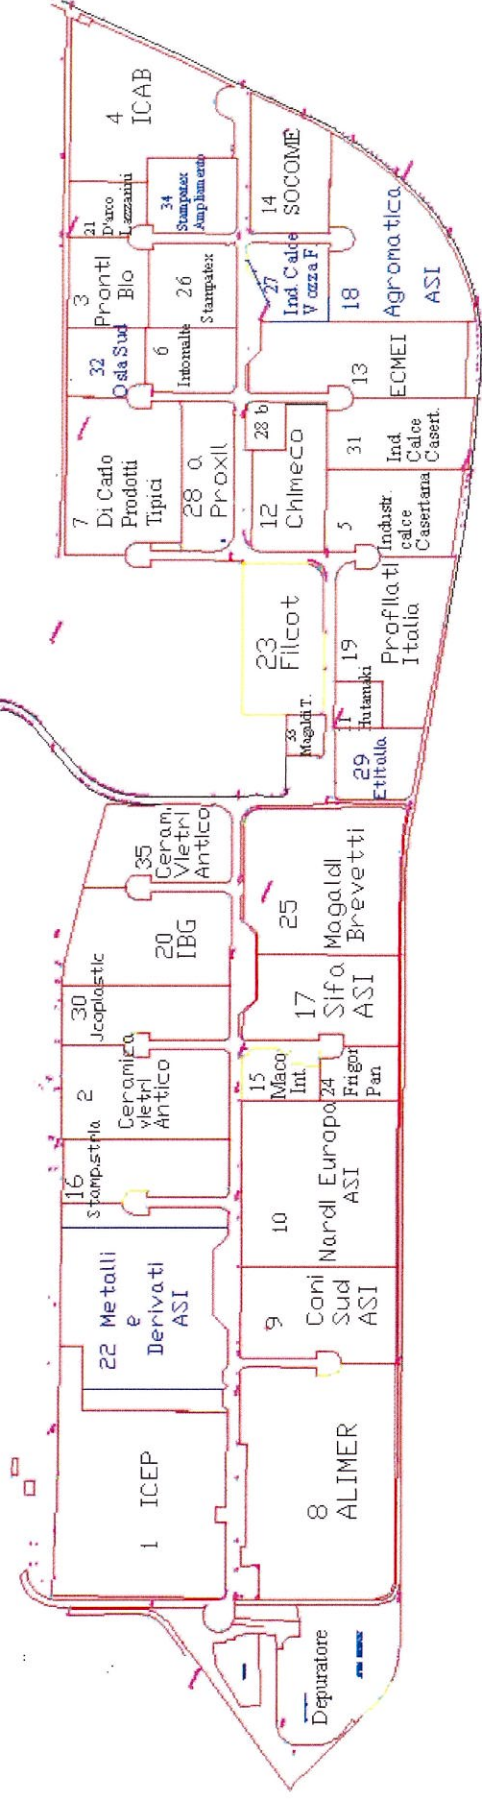 4
ICAB
21
D'arco
Lazzarini
34
Stampatex
Ampliamento
14
SOCOME
3
Pronti
Bio
26
Stampatex
27
Ind. Calce
Vozza F.
18
Agromatica
ASI
32
Osla Sud
6
Intornalte
13
ECMEI
7
Di Carlo
Prodotti
Tipici
28 a
Proxil
28 b
12
Chimeco
31
Ind.
Calce
Casert.
5
Industr.
calce
Casertana
23
Filcot
19
Profilati
Italia
33
Magaldi T.
11
Hutamaki
29
Etitalia
35
Ceram.
Vietri
Antico
20
IBG
25
Magaldi
Brevetti
30
Jcoplastic
17
Sifa
ASI
2
Ceramica
vietri
Antico
15
Maco
Int.
24
Frigor
Pan
16
Stamp.stria
10
Nardi Europa
ASI
22 Metalli
e
Derivati
ASI
9
Coni
Sud
ASI
1 ICEP
8
ALIMER
Depuratore